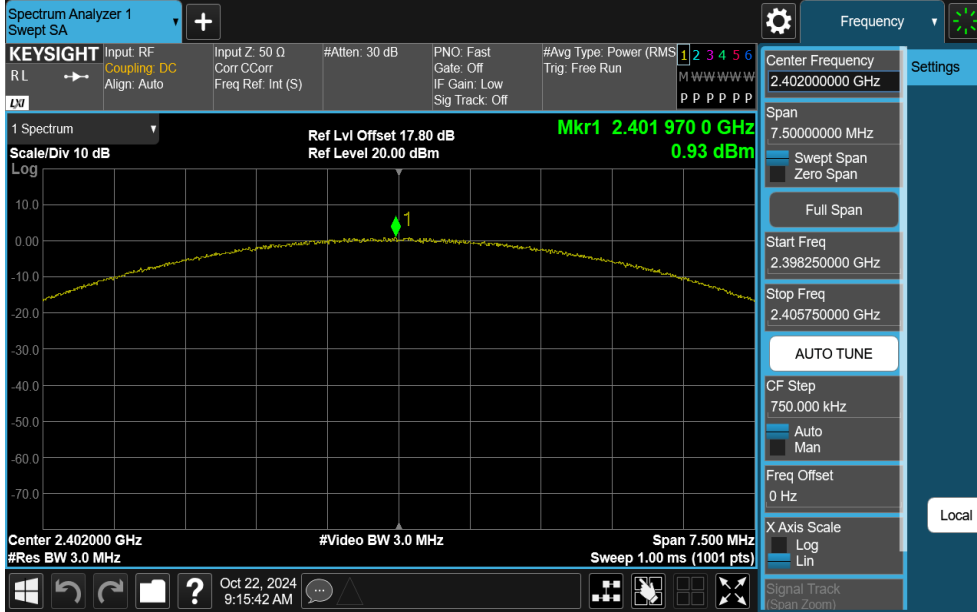 Spectrum Analyzer 1
Swept SA
▼
+
Frequency ▼
KEYSIGHT
RL
LXI
Input: RF
Coupling: DC
Align: Auto
Input Z: 50 Ω
Corr CCorr
Freq Ref: Int (S)
#Atten: 30 dB
PNO: Fast
Gate: Off
IF Gain: Low
Sig Track: Off
#Avg Type: Power (RMS
Trig: Free Run
1 2 3 4 5 6
M W W W W W
P P P P P P
1 Spectrum ▼
Scale/Div 10 dB
Log
Ref Lvl Offset 17.80 dB
Ref Level 20.00 dBm
Mkr1 2.401 970 0 GHz
0.93 dBm
1
10.0
0.00
-10.0
-20.0
-30.0
-40.0
-50.0
-60.0
-70.0
Center 2.402000 GHz
#Res BW 3.0 MHz
#Video BW 3.0 MHz
Span 7.500 MHz
Sweep 1.00 ms (1001 pts)
Center Frequency
2.402000000 GHz
Span
7.50000000 MHz
Swept Span
Zero Span
Full Span
Start Freq
2.398250000 GHz
Stop Freq
2.405750000 GHz
AUTO TUNE
CF Step
750.000 kHz
Auto
Man
Freq Offset
0 Hz
X Axis Scale
Log
Lin
Signal Track
(Span Zoom)
Settings
Local
?
Oct 22, 2024
9:15:42 AM